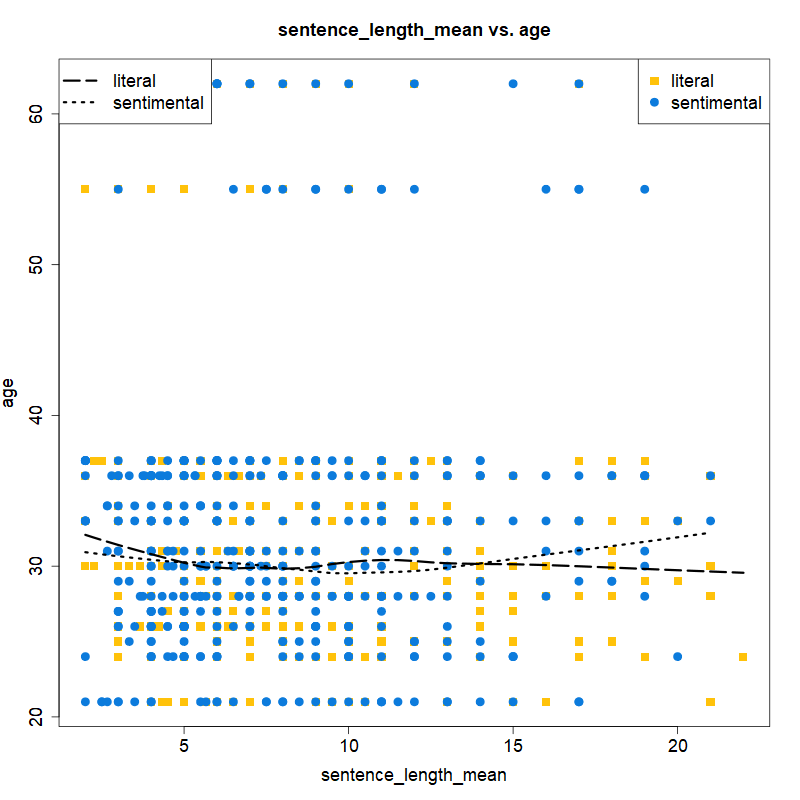 sentence_length_mean vs. age
literal
sentimental
literal
sentimental
60
50
40
30
20
age
5 10 15 20
sentence_length_mean